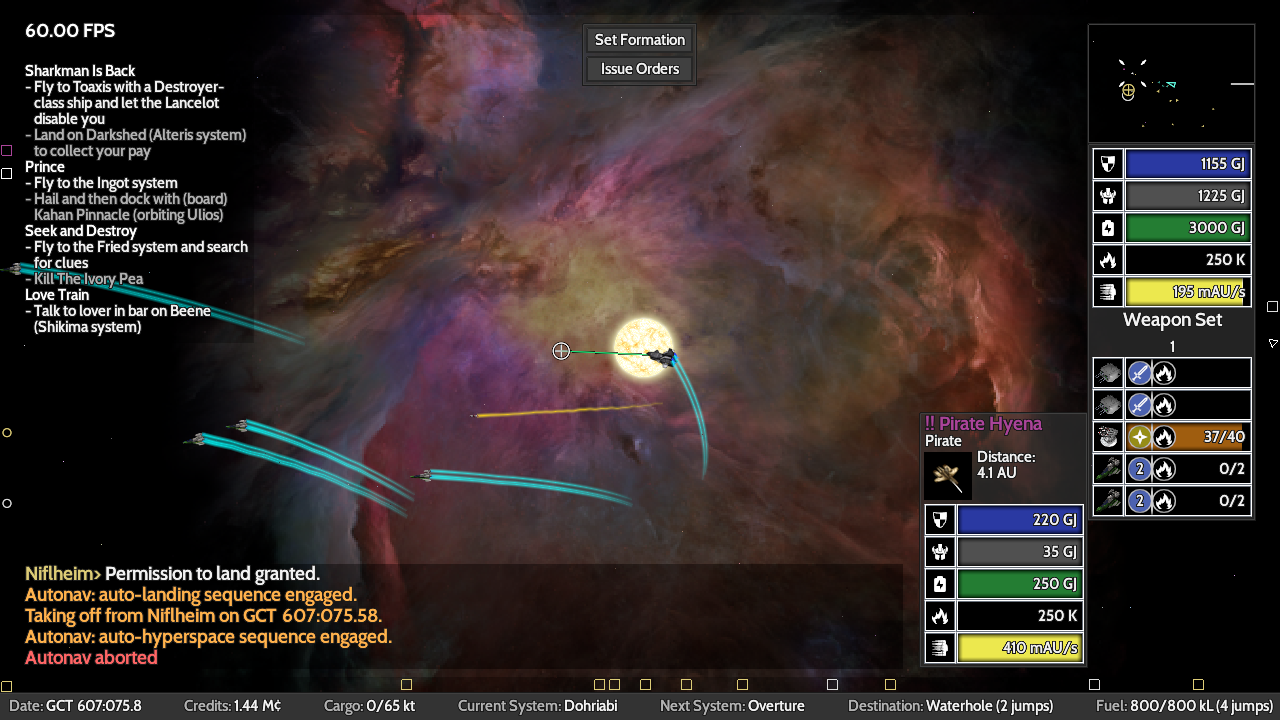 60.00 FPS
Set Formation
Issue Orders
Sharkman Is Back
- Fly to Toaxis with a Destroyer-
class ship and let the Lancelot
disable you
- Land on Darkshed (Alteris system)
to collect your pay
Prince
- Fly to the Ingot system
- Hail and then dock with (board)
Kahan Pinnacle (orbiting Ulios)
Seek and Destroy
- Fly to the Fried system and search
for clues
- Kill The Ivory Pea
Love Train
- Talk to lover in bar on Beene
(Shikima system)
1155 GJ
1225 GJ
3000 GJ
250 K
195 mAU/s
Weapon Set
1
37/40
2 0/2
2 0/2
!! Pirate Hyena
Pirate
Distance:
4.1 AU
220 GJ
35 GJ
250 GJ
250 K
410 mAU/s
Niflheim> Permission to land granted.
Autonav: auto-landing sequence engaged.
Taking off from Niflheim on GCT 607:075.58.
Autonav: auto-hyperspace sequence engaged.
Autonav aborted
Date: GCT 607:075.8 Credits: 1.44 M¢ Cargo: 0/65 kt Current System: Dohriabi Next System: Overture Destination: Waterhole (2 jumps) Fuel: 800/800 kL (4 jumps)